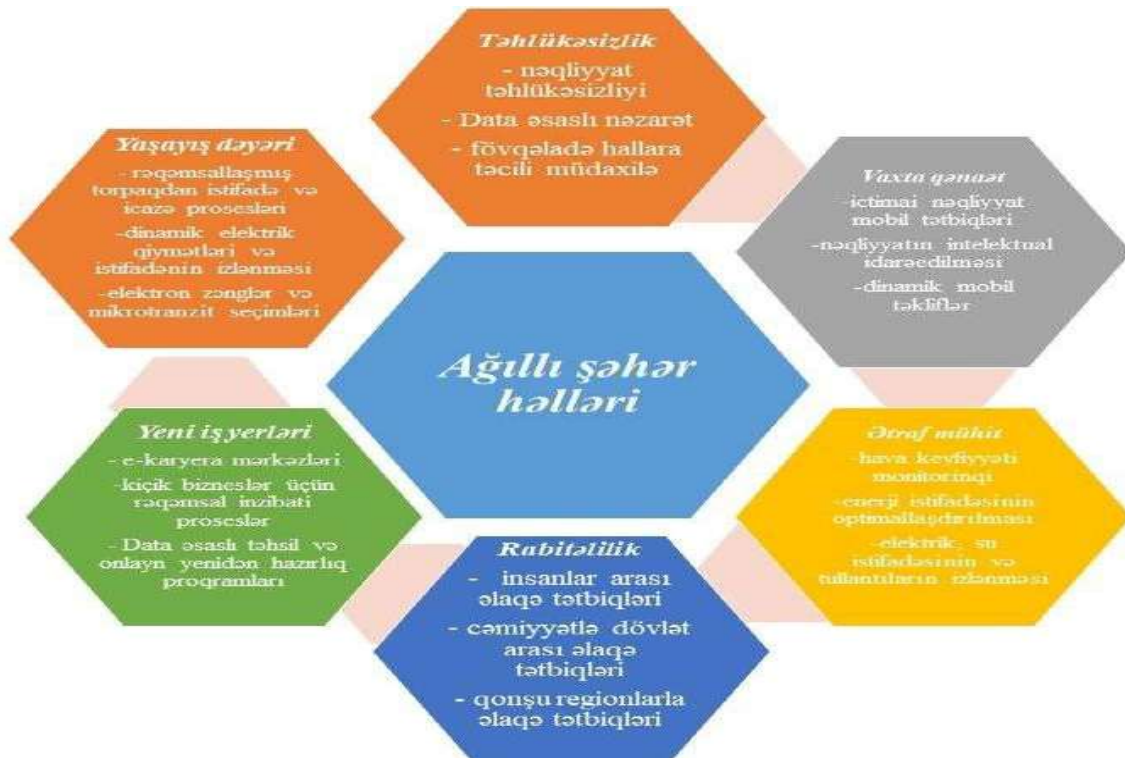 Təhlükəsizlik
- nəqliyyat
təhlükəsizliyi
- Data əsaslı nəzarət
- fövqəladə hallara
təcili müdaxilə
Vaxta qənaət
-ictimai nəqliyyat
mobil tətbiqləri
-nəqliyyatın intelektual
idarəedilməsi
-dinamik mobil
təkliflər
Ətraf mühit
-hava keyfiyyəti
monitorinqi
-enerji istifadəsinin
optimallaşdırılması
-elektrik, su
istifadəsinin və
tullantıların izlənməsi
Rabitəlilik
- insanlar arası
əlaqə tətbiqləri
- cəmiyyətlə dövlət
arası əlaqə
tətbiqləri
- qonşu regionlarla
əlaqə tətbiqləri
Yeni iş yerləri
- e-karyera mərkəzləri
-kiçik bizneslər üçün
rəqəmsal inzibati
proseslər
- Data əsaslı təhsil və
onlayn yenidən hazırlıq
proqramları
Yaşayış dəyəri
- rəqəmsallaşmış
torpaqdan istifadə və
icazə prosesləri
-dinamik elektrik
qiymətləri və
istifadənin izlənməsi
-elektron zənglər və
mikrotranzit seçimləri
Ağıllı şəhər
həlləri